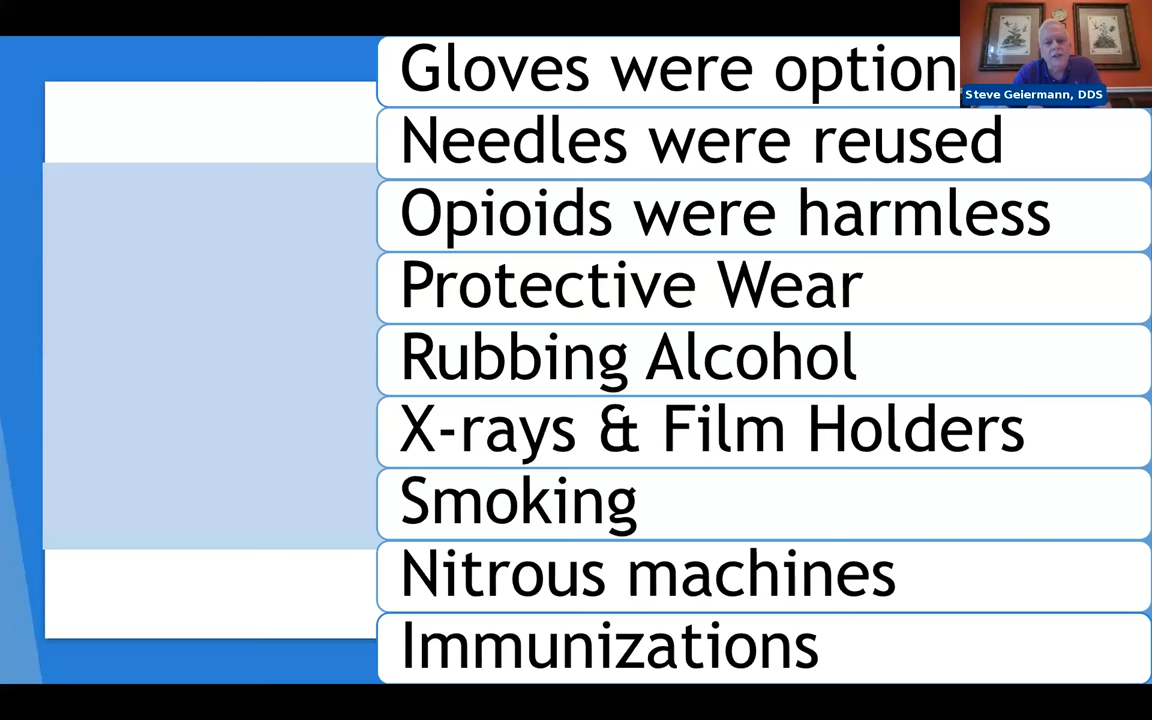 Gloves were option
Steve Geiermann, DDS
Needles were reused
Opioids were harmless
Protective Wear
Rubbing Alcohol
X-rays & Film Holders
Smoking
Nitrous machines
Immunizations